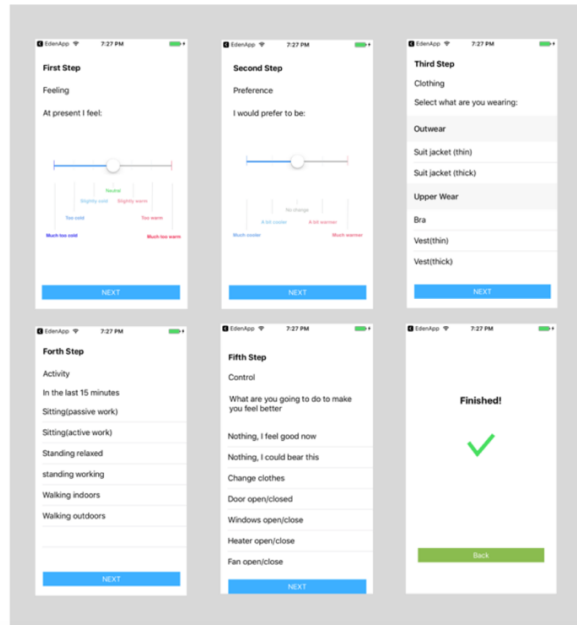 EdenApp 7:27 PM
First Step
Feeling
At present I feel:
Neutral
Slightly cold Slightly warm
Too cold Too warm
Much too cold Much too warm
NEXT
EdenApp 7:27 PM
Second Step
Preference
I would prefer to be:
No change
A bit cooler A bit warmer
Much cooler Much warmer
NEXT
EdenApp 7:27 PM
Third Step
Clothing
Select what are you wearing:
Outwear
Suit jacket (thin)
Suit jacket (thick)
Upper Wear
Bra
Vest(thin)
Vest(thick)
NEXT
EdenApp 7:27 PM
Forth Step
Activity
In the last 15 minutes
Sitting(passive work)
Sitting(active work)
Standing relaxed
standing working
Walking indoors
Walking outdoors
NEXT
EdenApp 7:27 PM
Fifth Step
Control
What are you going to do to make
you feel better
Nothing, I feel good now
Nothing, I could bear this
Change clothes
Door open/closed
Windows open/close
Heater open/close
Fan open/close
NEXT
EdenApp 7:27 PM
Finished!
Back